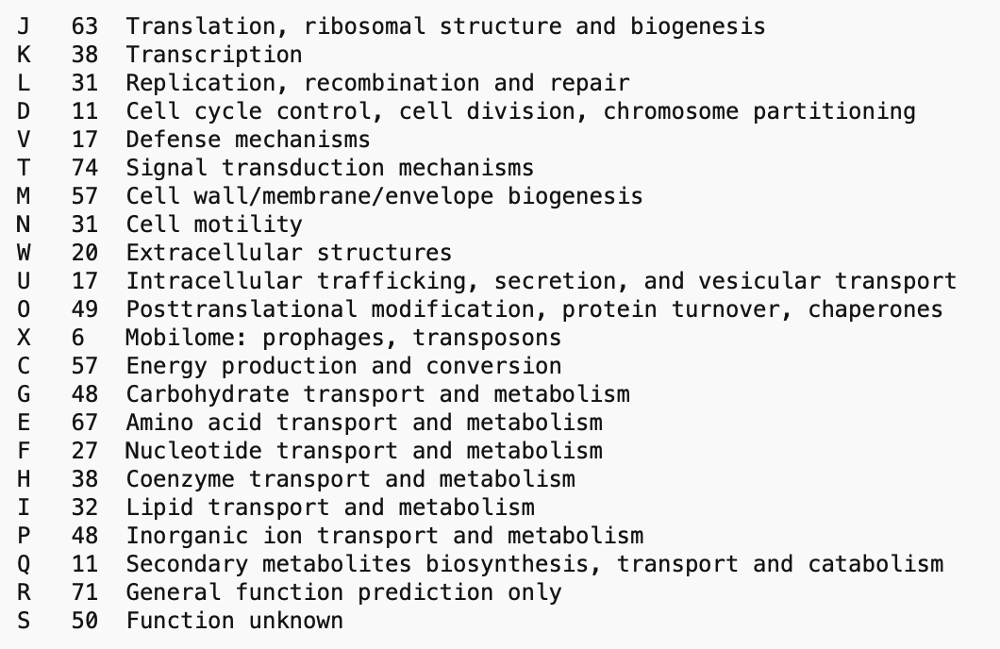 J 63 Translation, ribosomal structure and biogenesis
K 38 Transcription
L 31 Replication, recombination and repair
D 11 Cell cycle control, cell division, chromosome partitioning
V 17 Defense mechanisms
T 74 Signal transduction mechanisms
M 57 Cell wall/membrane/envelope biogenesis
N 31 Cell motility
W 20 Extracellular structures
U 17 Intracellular trafficking, secretion, and vesicular transport
O 49 Posttranslational modification, protein turnover, chaperones
X 6 Mobilome: prophages, transposons
C 57 Energy production and conversion
G 48 Carbohydrate transport and metabolism
E 67 Amino acid transport and metabolism
F 27 Nucleotide transport and metabolism
H 38 Coenzyme transport and metabolism
I 32 Lipid transport and metabolism
P 48 Inorganic ion transport and metabolism
Q 11 Secondary metabolites biosynthesis, transport and catabolism
R 71 General function prediction only
S 50 Function unknown